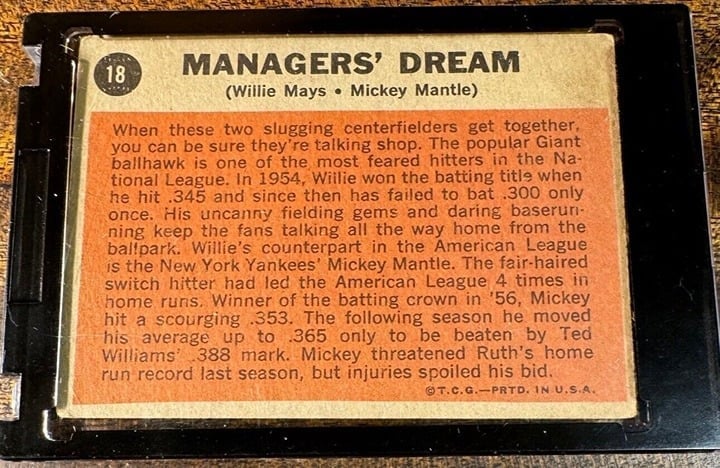 18
MANAGERS' DREAM
(Willie Mays • Mickey Mantle)
When these two slugging centerfielders get together,
you can be sure they're talking shop. The popular Giant
ballhawk is one of the most feared hitters in the Na-
tional League. In 1954, Willie won the batting title when
he hit .345 and since then has failed to bat .300 only
once. His uncanny fielding gems and daring baserun-
ning keep the fans talking all the way home from the
ballpark. Willie's counterpart in the American League
is the New York Yankees' Mickey Mantle. The fair-haired
switch hitter had led the American League 4 times in
home runs. Winner of the batting crown in '56, Mickey
hit a scourging .353. The following season he moved
his average up to .365 only to be beaten by Ted
Williams' .388 mark. Mickey threatened Ruth's home
run record last season, but injuries spoiled his bid.
©T.C.G.—PRTD. IN U.S.A.